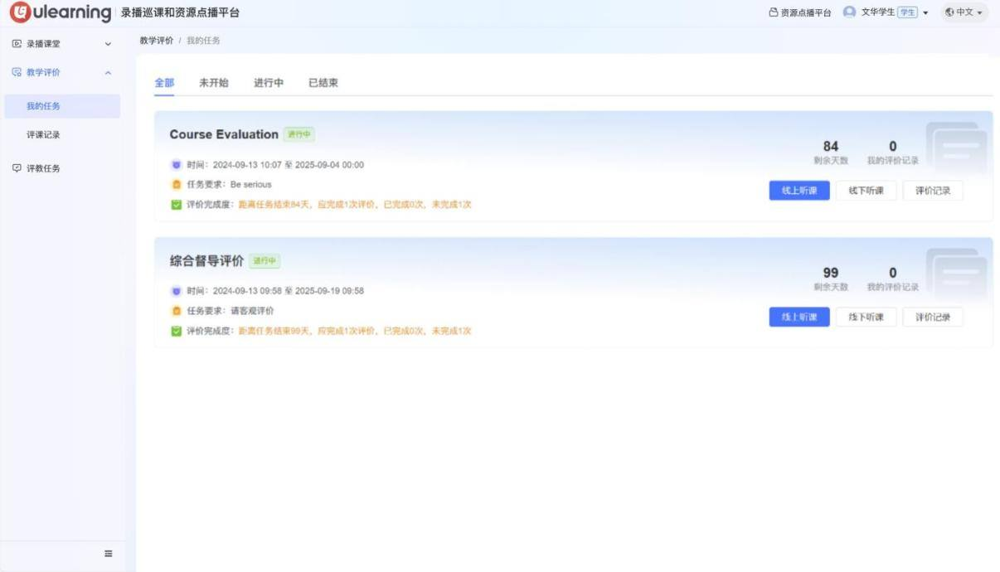 ulearning 录播巡课和资源点播平台
资源点播平台 文华学生 学生 中文
录播课堂
教学评价
我的任务
评课记录
评教任务
教学评价 / 我的任务
全部 未开始 进行中 已结束
Course Evaluation 进行中
时间：2024-09-13 10:07 至 2025-09-04 00:00
任务要求：Be serious
评价完成度：距离任务结束84天，应完成1次评价，已完成0次，未完成1次
84 0
剩余天数 我的评价记录
线上听课 线下听课 评价记录
综合督导评价 进行中
时间：2024-09-13 09:58 至 2025-09-19 09:58
任务要求：请客观评价
评价完成度：距离任务结束99天，应完成1次评价，已完成0次，未完成1次
99 0
剩余天数 我的评价记录
线上听课 线下听课 评价记录